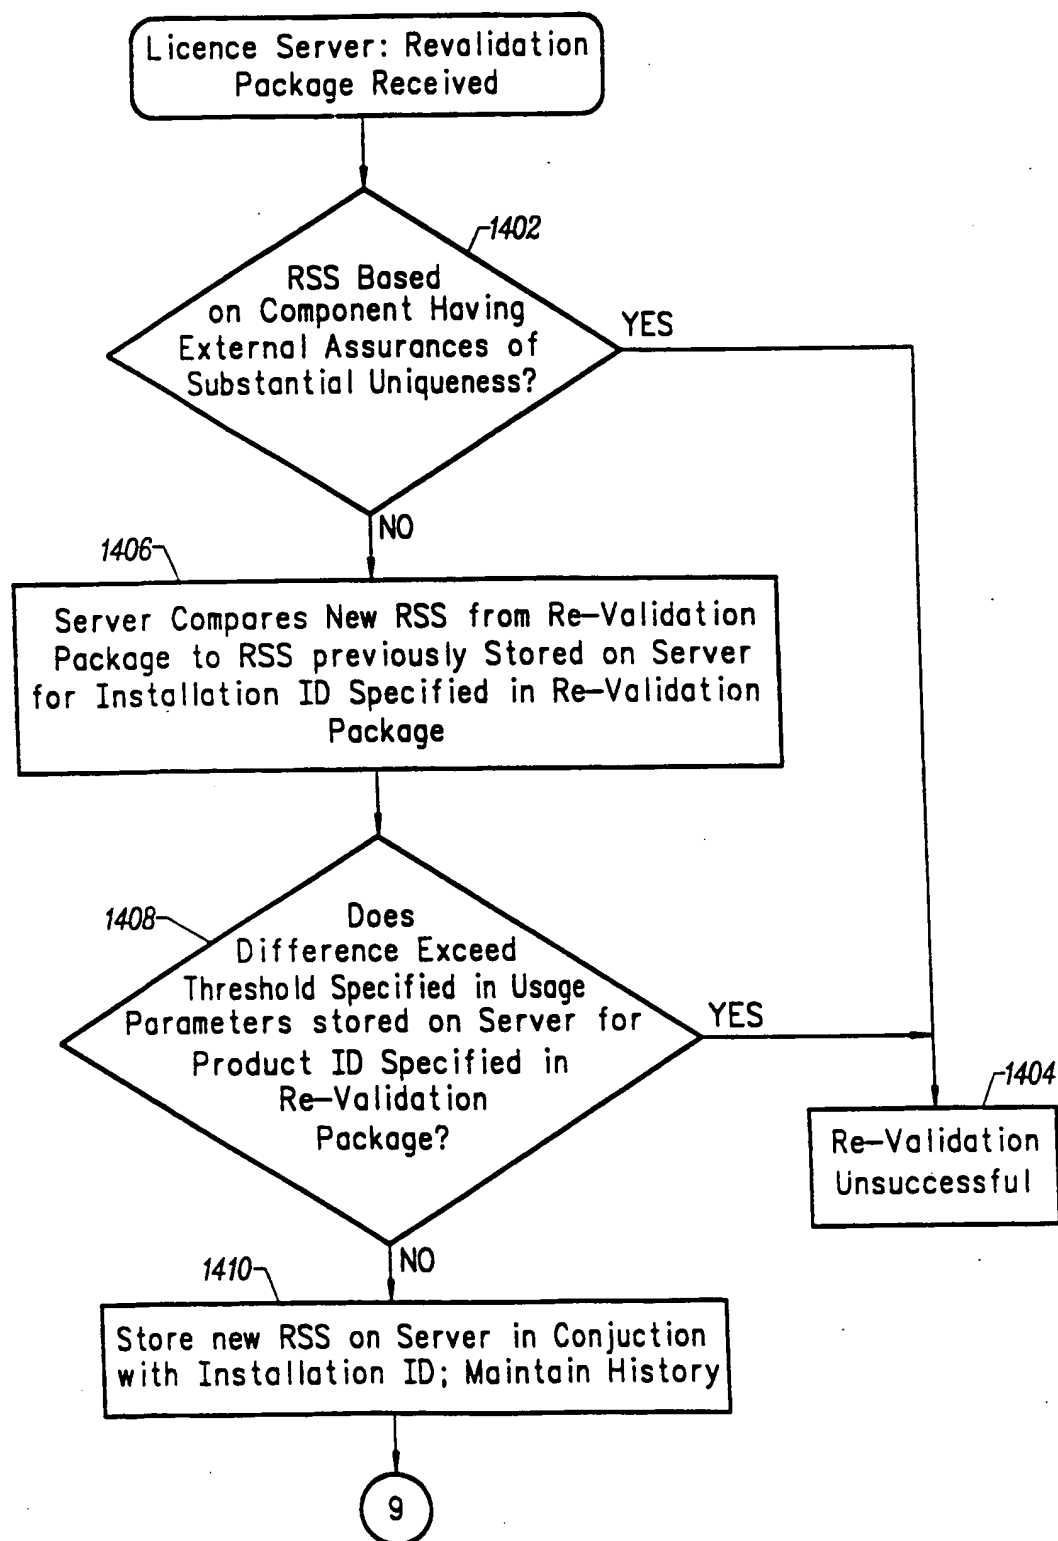 Licence Server: Revalidation
Package Received
1402
RSS Based
on Component Having
External Assurances of
Substantial Uniqueness?
YES
NO
1406
Server Compares New RSS from Re-Validation
Package to RSS previously Stored on Server
for Installation ID Specified in Re-Validation
Package
1408
Does
Difference Exceed
Threshold Specified in Usage
Parameters stored on Server for
Product ID Specified in
Re-Validation
Package?
YES
1404
Re-Validation
Unsuccessful
NO
1410
Store new RSS on Server in Conjuction
with Installation ID; Maintain History
9